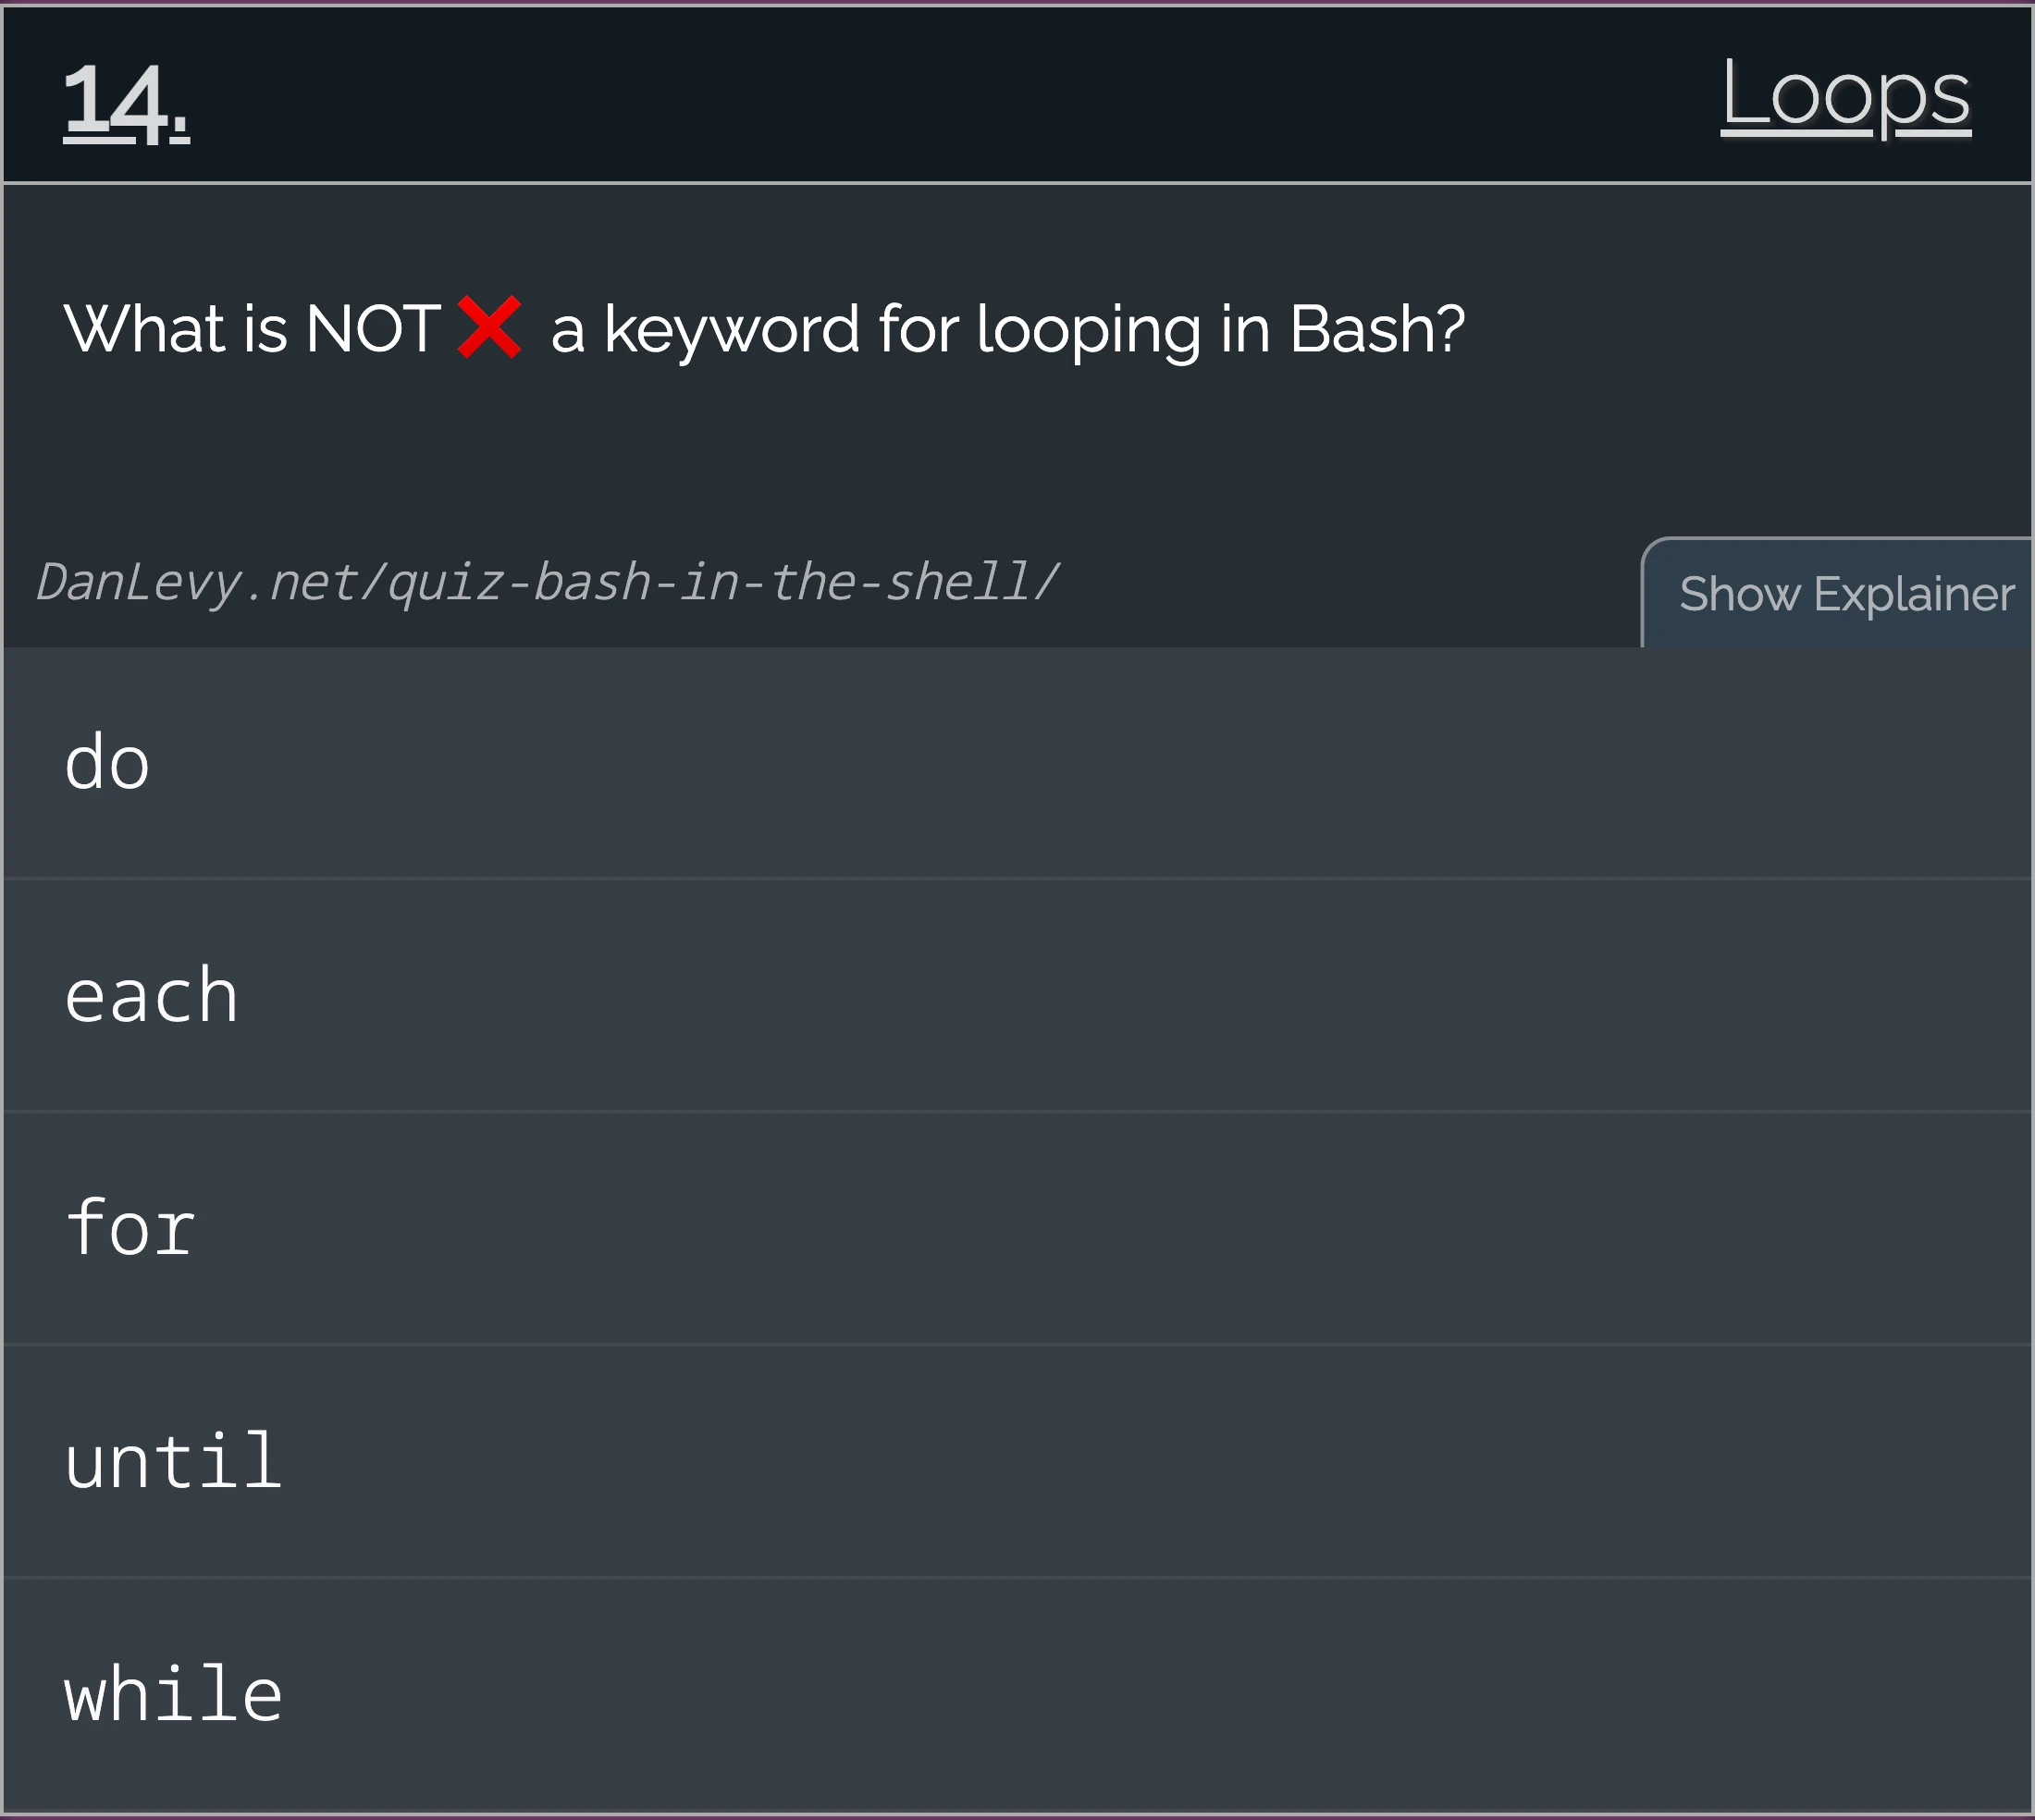 14.
Loops
What is NOT❌ a keyword for looping in Bash?
DanLevy.net/quiz-bash-in-the-shell/
Show Explainer
do
each
for
until
while